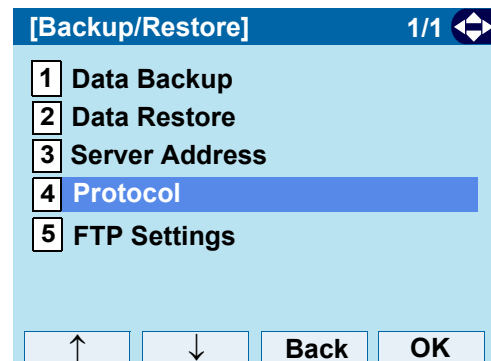 [Backup/Restore] 1/1
1 Data Backup
2 Data Restore
3 Server Address
4 Protocol
5 FTP Settings
↑ ↓ Back OK